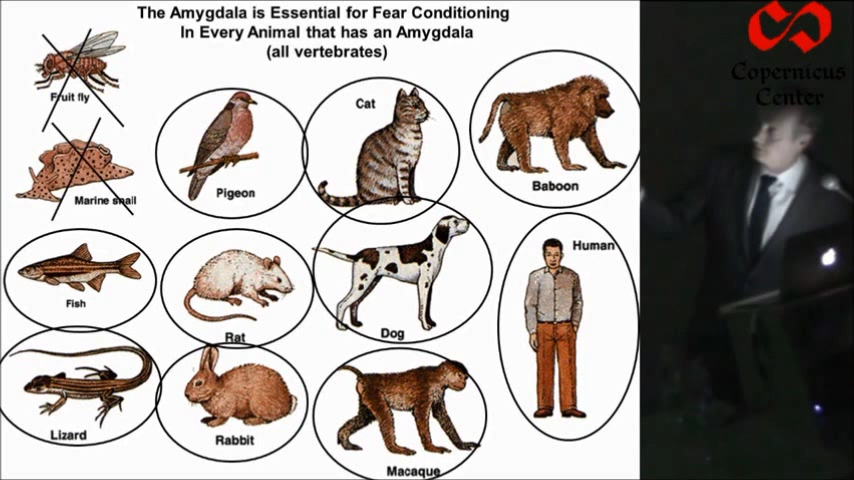 The Amygdala is Essential for Fear Conditioning
In Every Animal that has an Amygdala
(all vertebrates)
Copernicus
Center
Fruit fly
Cat
Pigeon
Baboon
Marine snail
Human
Fish
Rat
Dog
Lizard
Rabbit
Macaque